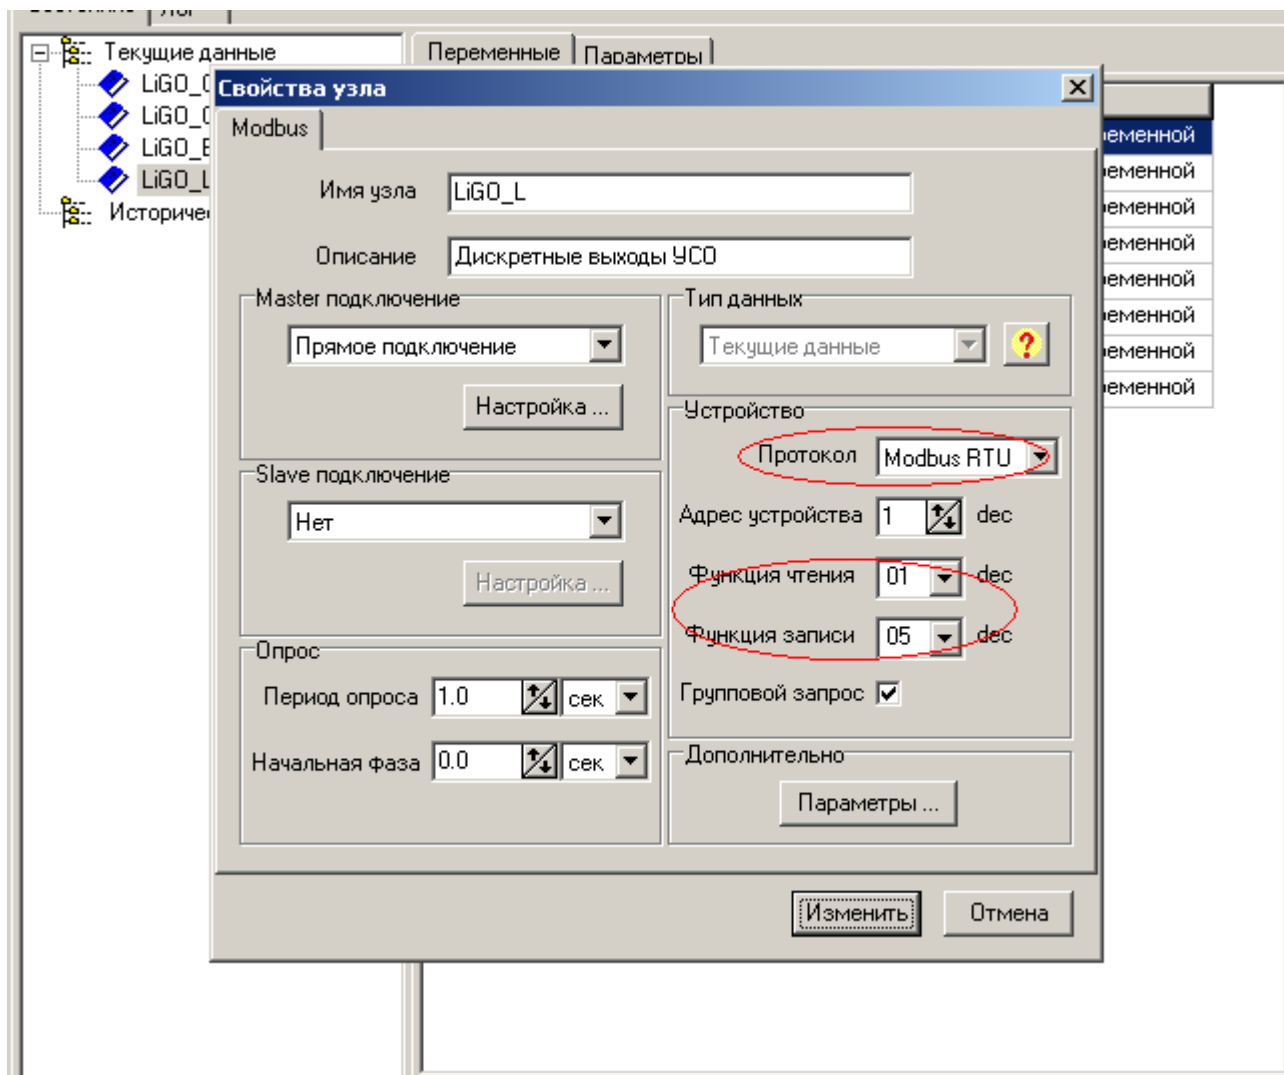 Текущие данные
Переменные
Параметры
LiGO_
LiGO_
LiGO_
LiGO_L
Свойства узла
Modbus
Имя узла
LiGO_L
Описание
Дискретные выходы УСО
Master подключение
Прямое подключение
Настройка ...
Slave подключение
Нет
Настройка ...
Опрос
Период опроса
1.0
сек
Начальная фаза
0.0
сек
Тип данных
Текущие данные
?
Устройство
Протокол
Modbus RTU
Адрес устройства
1
dec
Функция чтения
01
dec
Функция записи
05
dec
Групповой запрос
Дополнительно
Параметры ...
Изменить
Отмена
Историчес
еменной
еменной
еменной
еменной
еменной
еменной
еменной
еменной